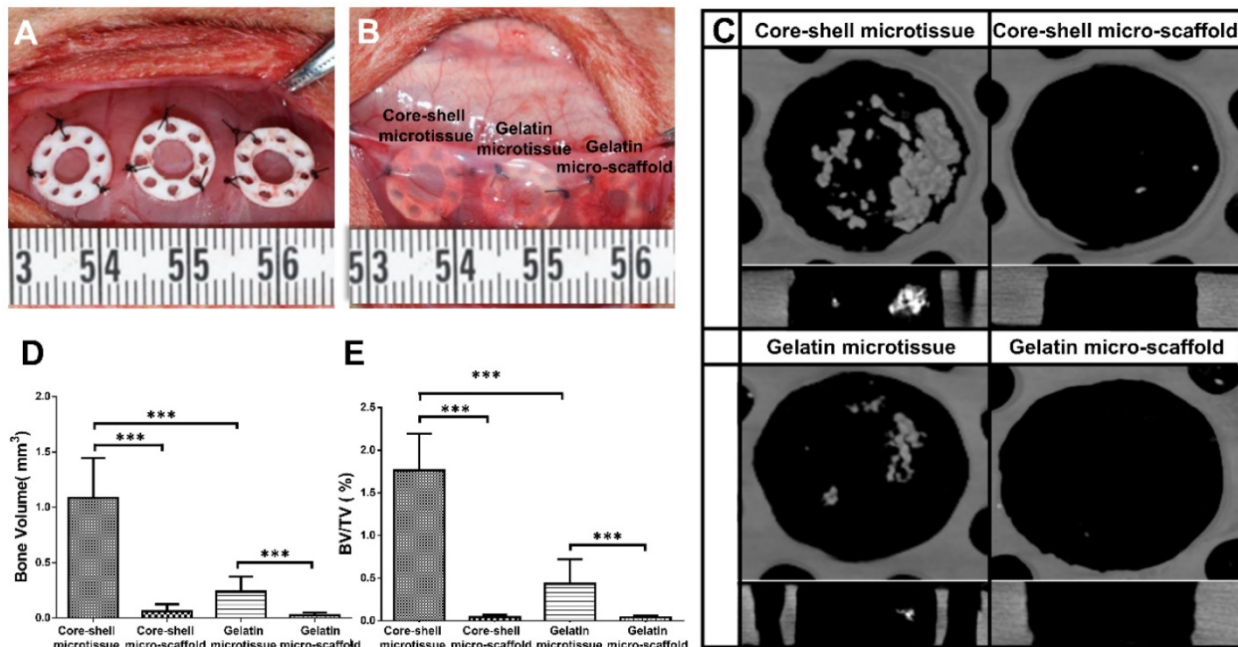 A
B
Core-shell
microtissue
Gelatin
microtissue
Gelatin
micro-scaffold
3 54 55 56
53 54 55 56
C
Core-shell microtissue
Core-shell micro-scaffold
Gelatin microtissue
Gelatin micro-scaffold
D
Bone Volume( mm³)
2.0
1.5
1.0
0.5
0.0
***
***
***
Core-shell
microtissue
Core-shell
micro-scaffold
Gelatin
microtissue
Gelatin
micro-scaffold
E
BV/TV ( %)
2.5
2.0
1.5
1.0
0.5
0.0
***
***
***
Core-shell
microtissue
Core-shell
micro-scaffold
Gelatin
microtissue
Gelatin
micro-scaffold